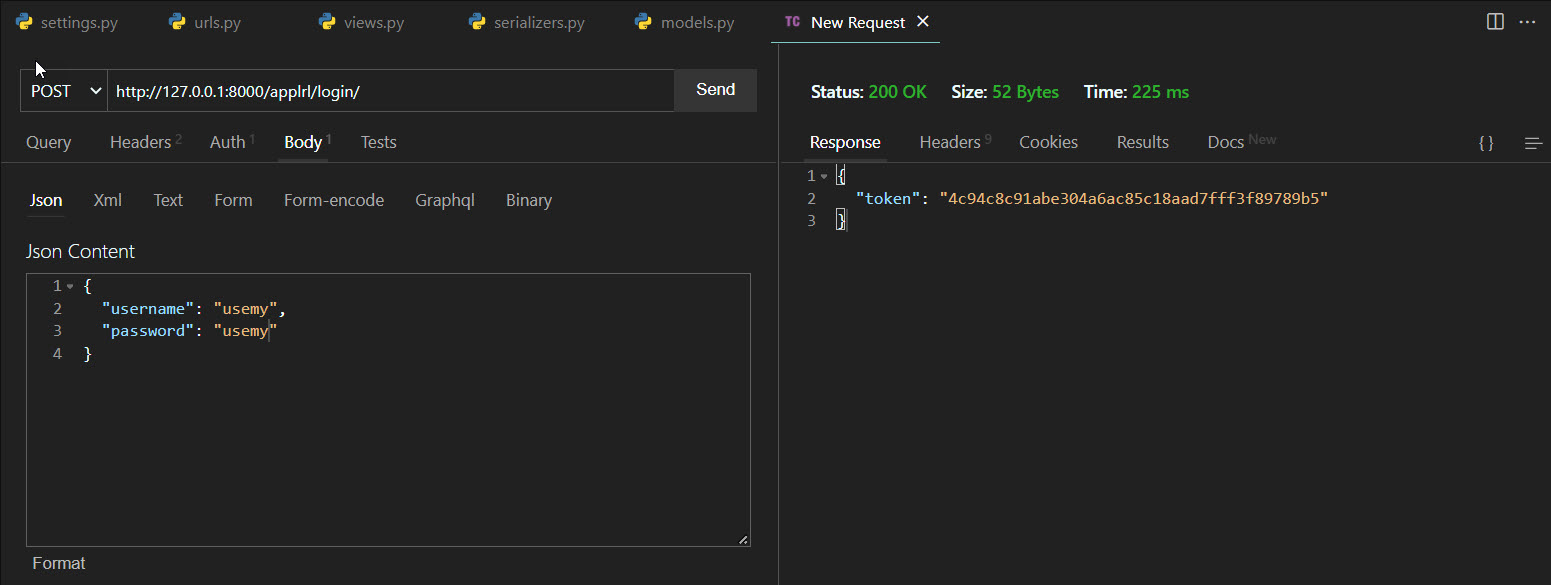 settings.py urls.py views.py serializers.py models.py TC New Request
POST http://127.0.0.1:8000/applrl/login/ Send
Status: 200 OK Size: 52 Bytes Time: 225 ms
Query Headers 2 Auth 1 Body 1 Tests
Response Headers 9 Cookies Results Docs New { }
Json Xml Text Form Form-encode Graphql Binary
Json Content
1 {
2 "username": "usemy",
3 "password": "usemy"
4 }
Format
1 {
2 "token": "4c94c8c91abe304a6ac85c18aad7fff3f89789b5"
3 }